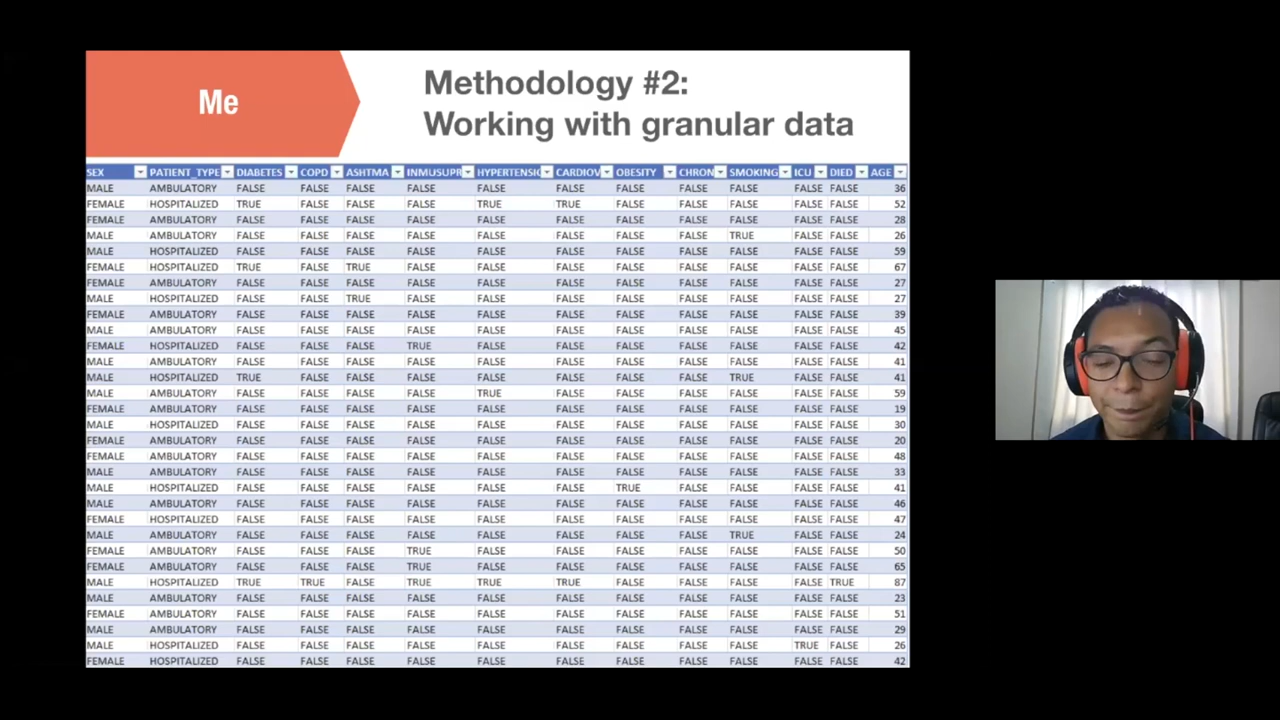 Me
Methodology #2:
Working with granular data
SEX PATIENT_TYPE DIABETES COPD ASHTMA INMUSUPR HYPERTENSIC CARDIOV OBESITY CHRON SMOKING ICU DIED AGE
MALE AMBULATORY FALSE FALSE FALSE FALSE FALSE FALSE FALSE FALSE FALSE FALSE FALSE 36
FEMALE HOSPITALIZED TRUE FALSE FALSE FALSE TRUE TRUE FALSE FALSE FALSE FALSE FALSE 52
FEMALE AMBULATORY FALSE FALSE FALSE FALSE FALSE FALSE FALSE FALSE FALSE FALSE FALSE 28
MALE AMBULATORY FALSE FALSE FALSE FALSE FALSE FALSE FALSE FALSE TRUE FALSE FALSE 26
MALE HOSPITALIZED FALSE FALSE FALSE FALSE FALSE FALSE FALSE FALSE FALSE FALSE FALSE 59
FEMALE HOSPITALIZED TRUE FALSE TRUE FALSE FALSE FALSE FALSE FALSE FALSE FALSE FALSE 67
FEMALE AMBULATORY FALSE FALSE FALSE FALSE FALSE FALSE FALSE FALSE FALSE FALSE FALSE 27
MALE HOSPITALIZED FALSE FALSE TRUE FALSE FALSE FALSE FALSE FALSE FALSE FALSE FALSE 27
FEMALE AMBULATORY FALSE FALSE FALSE FALSE FALSE FALSE FALSE FALSE FALSE FALSE FALSE 39
MALE AMBULATORY FALSE FALSE FALSE FALSE FALSE FALSE FALSE FALSE FALSE FALSE FALSE 45
FEMALE HOSPITALIZED FALSE FALSE FALSE TRUE FALSE FALSE FALSE FALSE FALSE FALSE FALSE 42
MALE AMBULATORY FALSE FALSE FALSE FALSE FALSE FALSE FALSE FALSE FALSE FALSE FALSE 41
MALE HOSPITALIZED TRUE FALSE FALSE FALSE FALSE FALSE FALSE FALSE TRUE FALSE FALSE 41
MALE AMBULATORY FALSE FALSE FALSE FALSE TRUE FALSE FALSE FALSE FALSE FALSE FALSE 59
FEMALE AMBULATORY FALSE FALSE FALSE FALSE FALSE FALSE FALSE FALSE FALSE FALSE FALSE 19
MALE HOSPITALIZED FALSE FALSE FALSE FALSE FALSE FALSE FALSE FALSE FALSE FALSE FALSE 30
FEMALE AMBULATORY FALSE FALSE FALSE FALSE FALSE FALSE FALSE FALSE FALSE FALSE FALSE 20
FEMALE AMBULATORY FALSE FALSE FALSE FALSE FALSE FALSE FALSE FALSE FALSE FALSE FALSE 48
MALE AMBULATORY FALSE FALSE FALSE FALSE FALSE FALSE FALSE FALSE FALSE FALSE FALSE 33
MALE HOSPITALIZED FALSE FALSE FALSE FALSE FALSE FALSE TRUE FALSE FALSE FALSE FALSE 41
MALE AMBULATORY FALSE FALSE FALSE FALSE FALSE FALSE FALSE FALSE FALSE FALSE FALSE 46
FEMALE HOSPITALIZED FALSE FALSE FALSE FALSE FALSE FALSE FALSE FALSE FALSE FALSE FALSE 47
MALE AMBULATORY FALSE FALSE FALSE FALSE FALSE FALSE FALSE FALSE TRUE FALSE FALSE 24
FEMALE AMBULATORY FALSE FALSE FALSE TRUE FALSE FALSE FALSE FALSE FALSE FALSE FALSE 50
FEMALE AMBULATORY FALSE FALSE FALSE TRUE FALSE FALSE FALSE FALSE FALSE FALSE FALSE 65
MALE HOSPITALIZED TRUE TRUE FALSE TRUE TRUE TRUE FALSE FALSE FALSE FALSE TRUE 87
MALE AMBULATORY FALSE FALSE FALSE FALSE FALSE FALSE FALSE FALSE FALSE FALSE FALSE 23
FEMALE AMBULATORY FALSE FALSE FALSE FALSE FALSE FALSE FALSE FALSE FALSE FALSE FALSE 51
MALE AMBULATORY FALSE FALSE FALSE FALSE FALSE FALSE FALSE FALSE FALSE FALSE FALSE 29
MALE HOSPITALIZED FALSE FALSE FALSE FALSE FALSE FALSE FALSE FALSE FALSE TRUE FALSE 26
FEMALE HOSPITALIZED FALSE FALSE FALSE FALSE FALSE FALSE FALSE FALSE FALSE FALSE FALSE 42